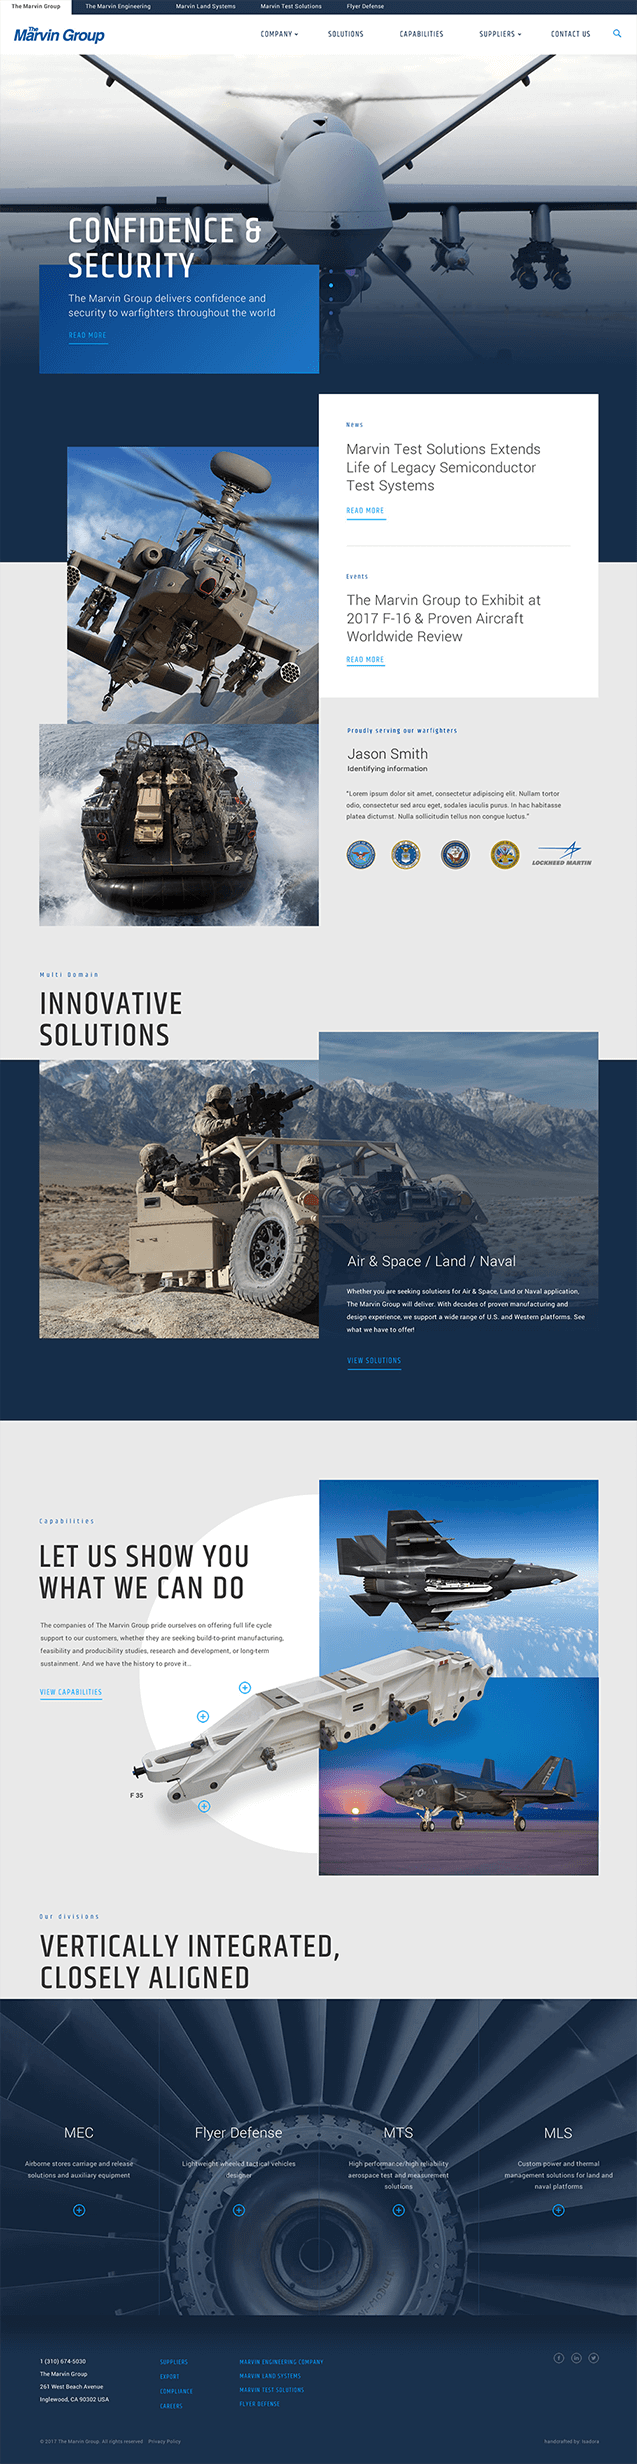 The Marvin Group
The Marvin Engineering
Marvin Land Systems
Marvin Test Solutions
Flyer Defense
The
Marvin Group
COMPANY
SOLUTIONS
CAPABILITIES
SUPPLIERS
CONTACT US
CONFIDENCE &
SECURITY
The Marvin Group delivers confidence and
security to warfighters throughout the world
READ MORE
News
Marvin Test Solutions Extends
Life of Legacy Semiconductor
Test Systems
READ MORE
Events
The Marvin Group to Exhibit at
2017 F-16 & Proven Aircraft
Worldwide Review
READ MORE
Proudly serving our warfighters
Jason Smith
Identifying information
"Lorem ipsum dolor sit amet, consectetur adipiscing elit. Nullam tortor
odio, consectetur sed arcu eget, sodales iaculis purus. In hac habitasse
platea dictumst. Nulla sollicitudin tellus non congue luctus."
LOCKHEED MARTIN
Multi Domain
INNOVATIVE
SOLUTIONS
Air & Space / Land / Naval
Whether you are seeking solutions for Air & Space, Land or Naval application,
The Marvin Group will deliver. With decades of proven manufacturing and
design experience, we support a wide range of U.S. and Western platforms. See
what we have to offer!
VIEW SOLUTIONS
Capabilities
LET US SHOW YOU
WHAT WE CAN DO
The companies of The Marvin Group pride ourselves on offering full life cycle
support to our customers, whether they are seeking build-to-print manufacturing,
feasibility and producibility studies, research and development, or long-term
sustainment. And we have the history to prove it...
VIEW CAPABILITIES
F 35
Our divisions
VERTICALLY INTEGRATED,
CLOSELY ALIGNED
MEC
Airborne stores carriage and release
solutions and auxiliary equipment
Flyer Defense
Lightweight wheeled tactical vehicles
designer
MTS
High performance/high reliability
aerospace test and measurement
solutions
MLS
Custom power and thermal
management solutions for land and
naval platforms
1 (310) 674-5030
The Marvin Group
261 West Beach Avenue
Inglewood, CA 90302 USA
SUPPLIERS
EXPORT
COMPLIANCE
CAREERS
MARVIN ENGINEERING COMPANY
MARVIN LAND SYSTEMS
MARVIN TEST SOLUTIONS
FLYER DEFENSE
© 2017 The Marvin Group. All rights reserved
Privacy Policy
handcrafted by: Isadora